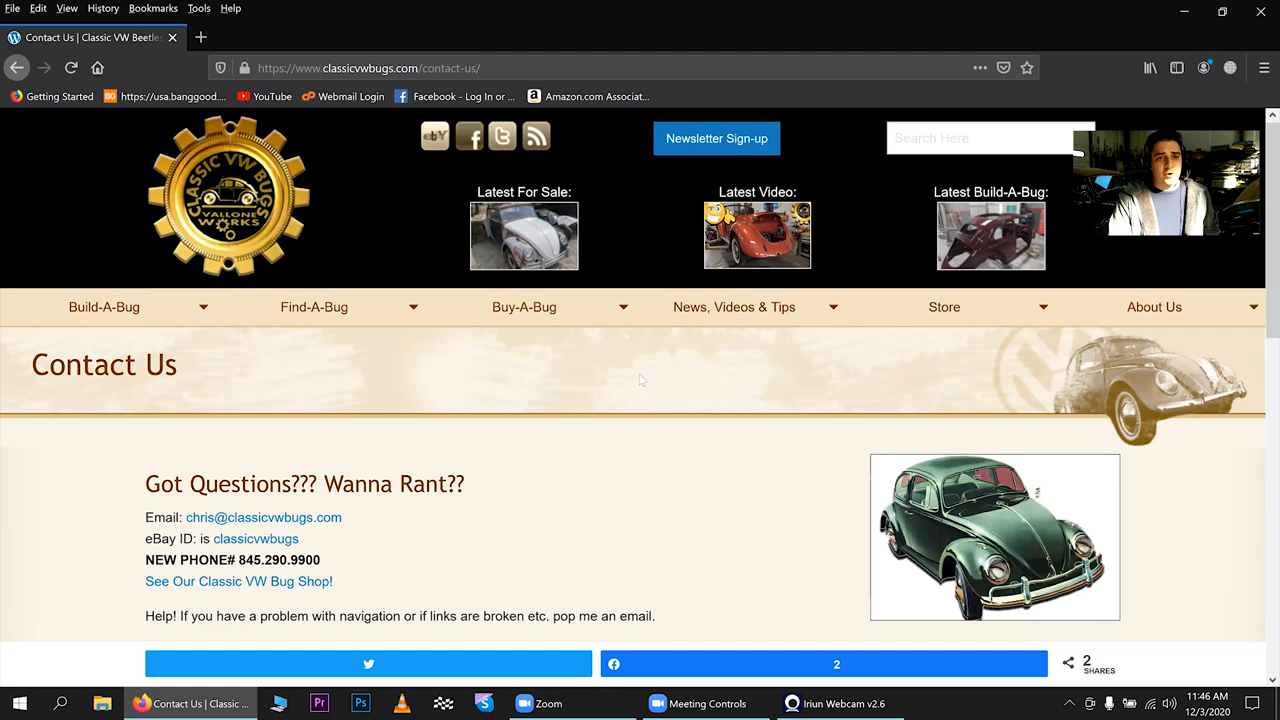 File Edit View History Bookmarks Tools Help
Contact Us | Classic VW Beetle
https://www.classicvwbugs.com/contact-us/
Getting Started https://usa.banggood.... YouTube Webmail Login Facebook - Log In or ... Amazon.com Associat...
CLASSIC VW BUGS
VALLONE
WORKS
ebY
Newsletter Sign-up
Search Here
Latest For Sale:
Latest Video:
Latest Build-A-Bug:
Build-A-Bug Find-A-Bug Buy-A-Bug News, Videos & Tips Store About Us
Contact Us
Got Questions??? Wanna Rant??
Email: chris@classicvwbugs.com
eBay ID: is classicvwbugs
NEW PHONE# 845.290.9900
See Our Classic VW Bug Shop!
Help! If you have a problem with navigation or if links are broken etc. pop me an email.
2
2
SHARES
Contact Us | Classic ... Pr Ps Zoom Meeting Controls Iriun Webcam v2.6
11:46 AM
12/3/2020